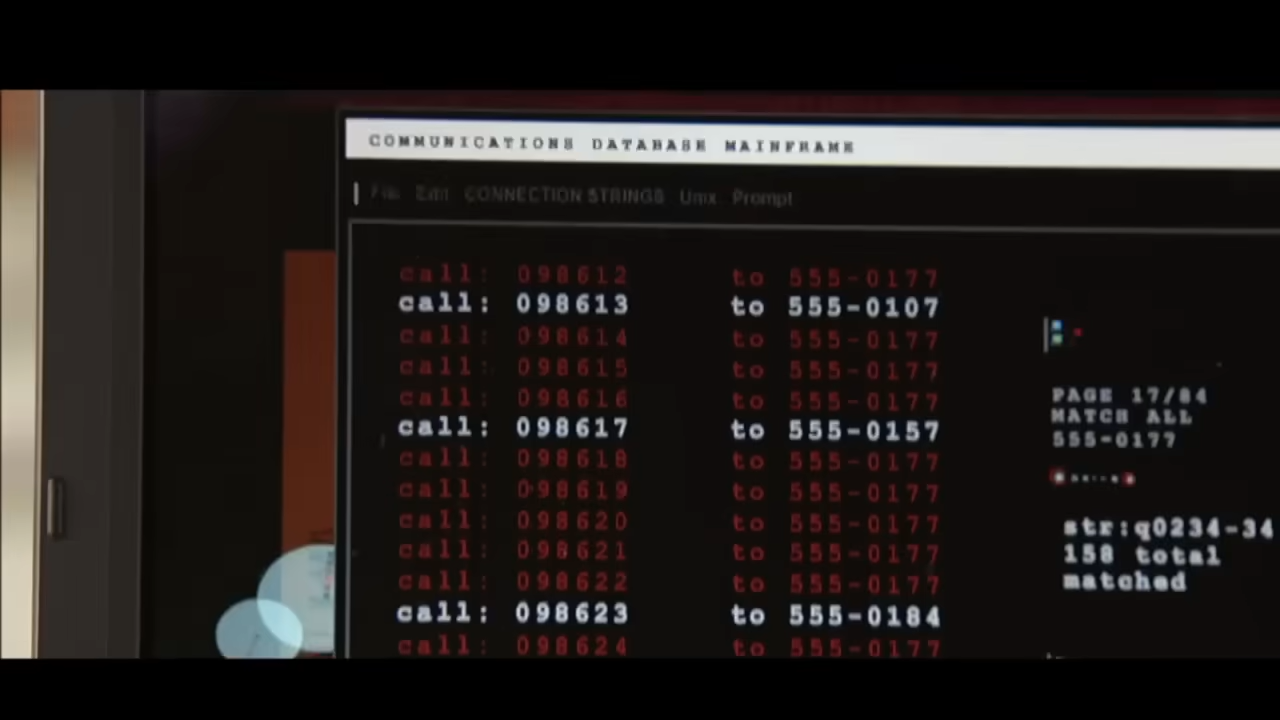 COMMUNICATIONS DATABASE MAINFRAME
File Edit CONNECTION STRINGS Unix Prompt
call: 098612 to 555-0177
call: 098613 to 555-0107
call: 098614 to 555-0177
call: 098615 to 555-0177
call: 098616 to 555-0177
call: 098617 to 555-0157
call: 098618 to 555-0177
call: 098619 to 555-0177
call: 098620 to 555-0177
call: 098621 to 555-0177
call: 098622 to 555-0177
call: 098623 to 555-0184
call: 098624 to 555-0177
PAGE 17/84
MATCH ALL
555-0177
str:q0234-34
158 total
matched